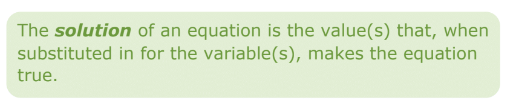 The solution of an equation is the value(s) that, when
substituted in for the variable(s), makes the equation
true.